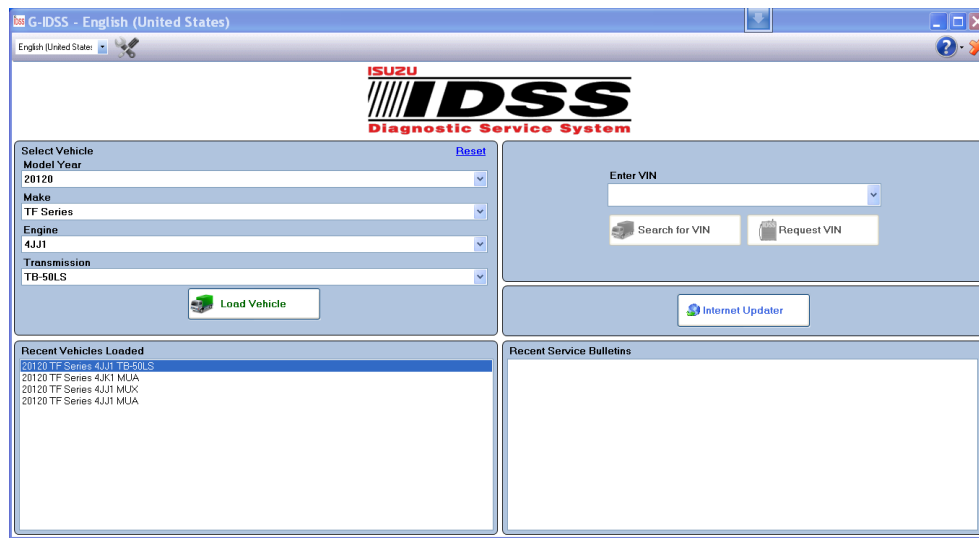 IDSS G-IDSS - English (United States)
English (United State:
ISUZU
IDSS
Diagnostic Service System
Select Vehicle Reset
Model Year
20120
Make
TF Series
Engine
4JJ1
Transmission
TB-50LS
Load Vehicle
Enter VIN
Search for VIN Request VIN
Internet Updater
Recent Vehicles Loaded
20120 TF Series 4JJ1 TB-50LS
20120 TF Series 4JK1 MUA
20120 TF Series 4JJ1 MUX
20120 TF Series 4JJ1 MUA
Recent Service Bulletins